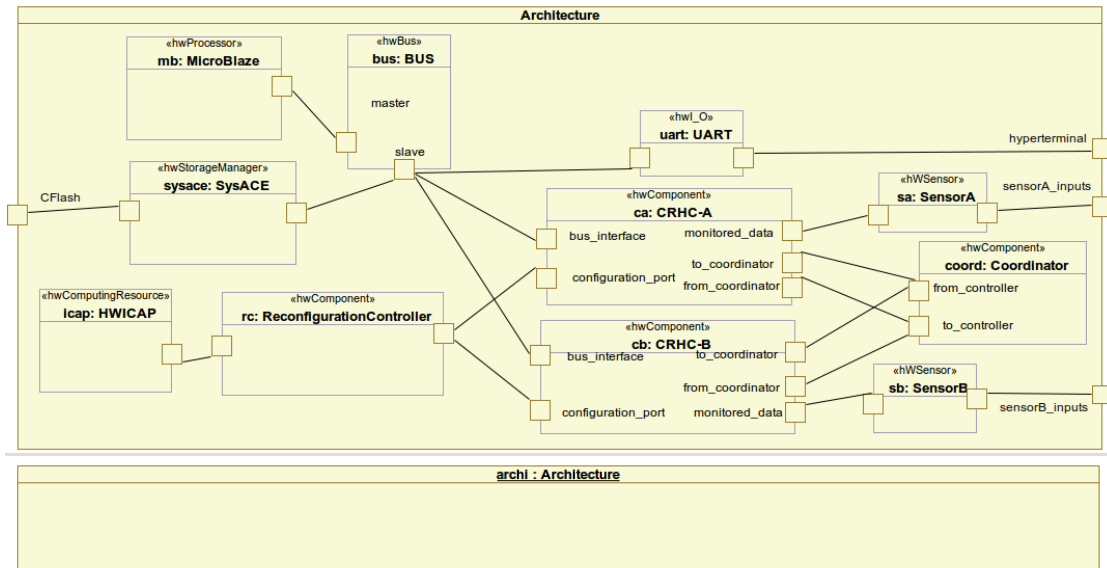 Architecture
«hwProcessor»
mb: MicroBlaze
«hwBus»
bus: BUS
master
slave
«hwI_O»
uart: UART
hyperterminal
«hwStorageManager»
sysace: SysACE
CFlash
«hWSensor»
sa: SensorA
sensorA_inputs
«hwComponent»
ca: CRHC-A
bus_interface
monitored_data
to_coordinator
configuration_port
from_coordinator
«hwComponent»
coord: Coordinator
from_controller
to_controller
«hwComputingResource»
icap: HWICAP
«hwComponent»
rc: ReconfigurationController
«hwComponent»
cb: CRHC-B
bus_interface
to_coordinator
from_coordinator
configuration_port
monitored_data
«hWSensor»
sb: SensorB
sensorB_inputs
archi : Architecture